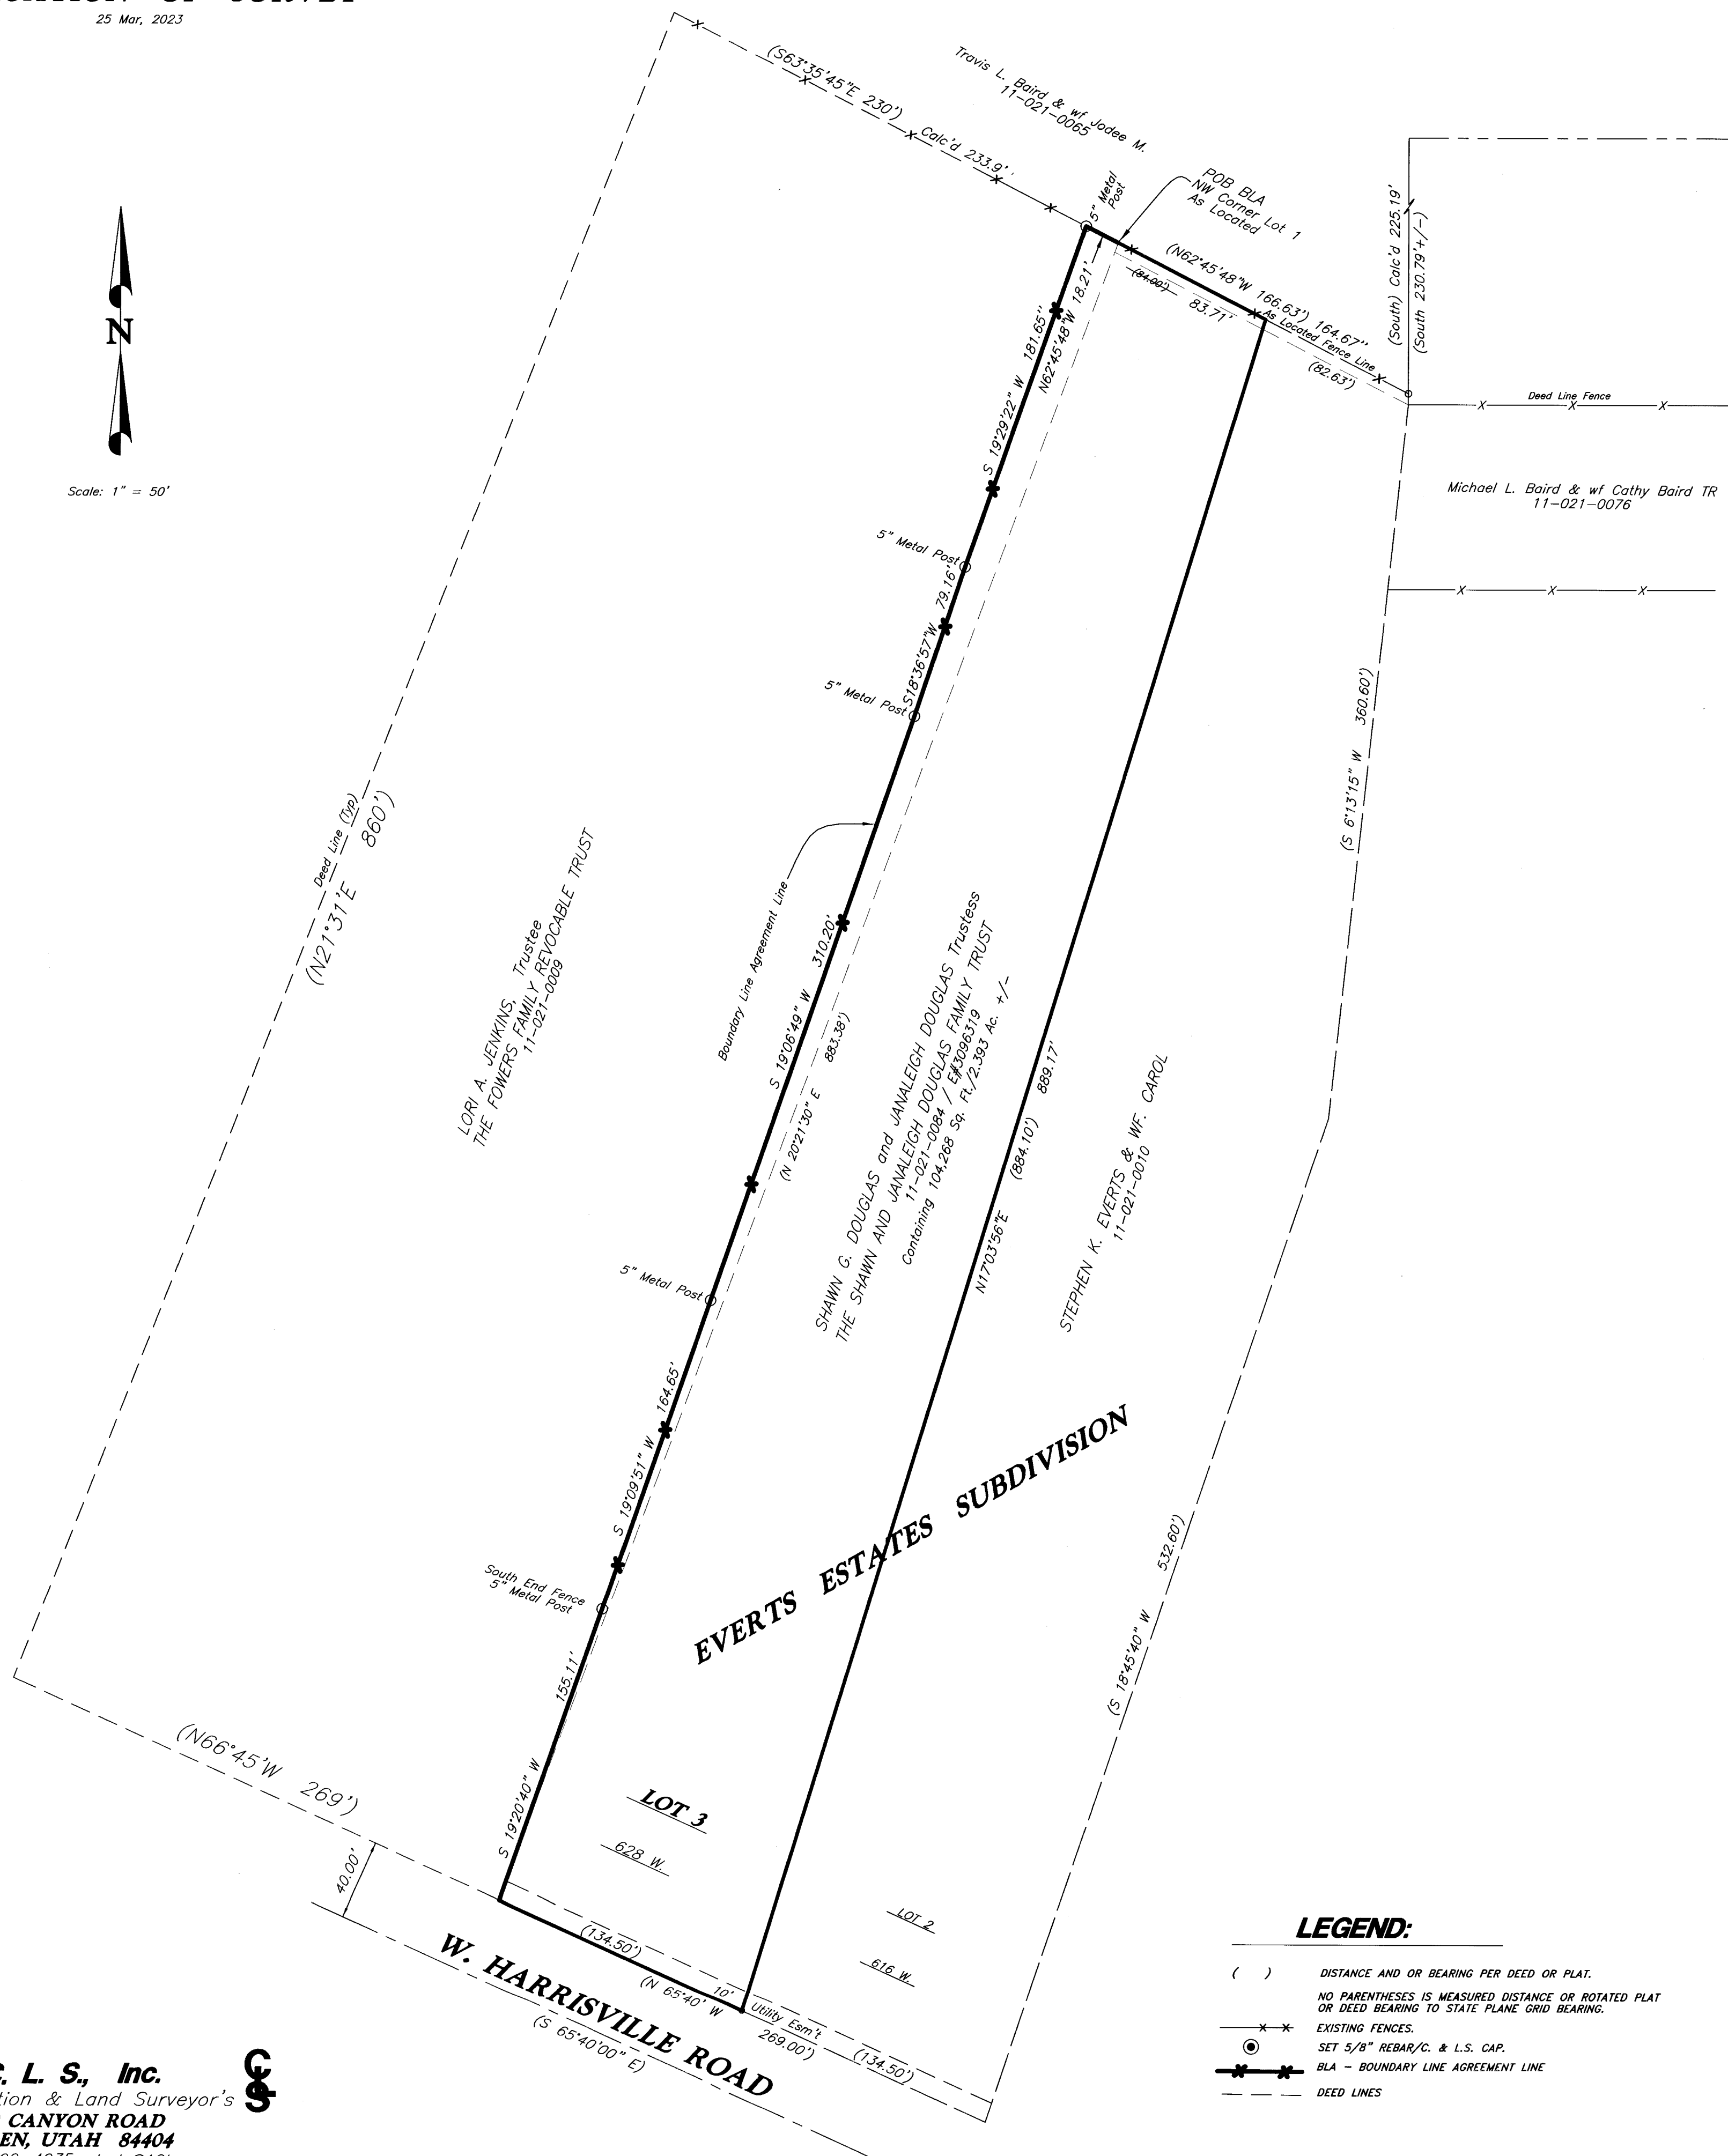 25 Mar, 2023
(S63°35'45"E 230')
Calc'd 233.9'
Travis L. Baird & wf Jodee M.
11-021-0065
5" Metal
Post
POB BLA
NW Corner Lot 1
As Located
(N62°45'48"W 166.63') 164.67''
(84.00') 83.71'
As Located Fence Line
(82.63')
(South) Calc'd 225.19'
(South 230.79'+/-)
Deed Line Fence
Michael L. Baird & wf Cathy Baird TR
11-021-0076
N
Scale: 1" = 50'
N62°45'48"W 18.21'
S 19°29'22" W 181.65''
5" Metal Post
S18°36'57"W 79.16'
5" Metal Post
(S 6°13'15" W 360.60')
Deed Line (Typ)
(N21°31'E 860')
LORI A. JENKINS, Trustee
THE FOWERS FAMILY REVOCABLE TRUST
11-021-0009
Boundary Line Agreement Line
S 19°06'49" W 310.20'
(N 20°21'30" E 883.38')
SHAWN G. DOUGLAS and JANALEIGH DOUGLAS Trustess
THE SHAWN AND JANALEIGH DOUGLAS FAMILY TRUST
11-021-0084 / E#3096319
Containing 104,268 Sq. Ft./2.393 Ac. +/-
N17°03'56"E (884.10') 889.17'
STEPHEN K. EVERTS & WF. CAROL
11-021-0010
5" Metal Post
S 19°09'51" W 164.65'
EVERTS ESTATES SUBDIVISION
South End Fence
5" Metal Post
S 19°20'40" W 155.11'
(S 18°45'40" W 532.60')
(N66°45'W 269')
40.00'
LOT 3
628 W.
LOT 2
616 W.
(134.50')
10' Utility Esm't
(N 65°40' W 269.00')
(134.50')
W. HARRISVILLE ROAD
(S 65°40'00" E)
LEGEND:
( ) DISTANCE AND OR BEARING PER DEED OR PLAT.
NO PARENTHESES IS MEASURED DISTANCE OR ROTATED PLAT
OR DEED BEARING TO STATE PLANE GRID BEARING.
EXISTING FENCES.
SET 5/8" REBAR/C. & L.S. CAP.
BLA - BOUNDARY LINE AGREEMENT LINE
DEED LINES
L. S., Inc.
& Land Surveyor's
CANYON ROAD
UTAH 84404